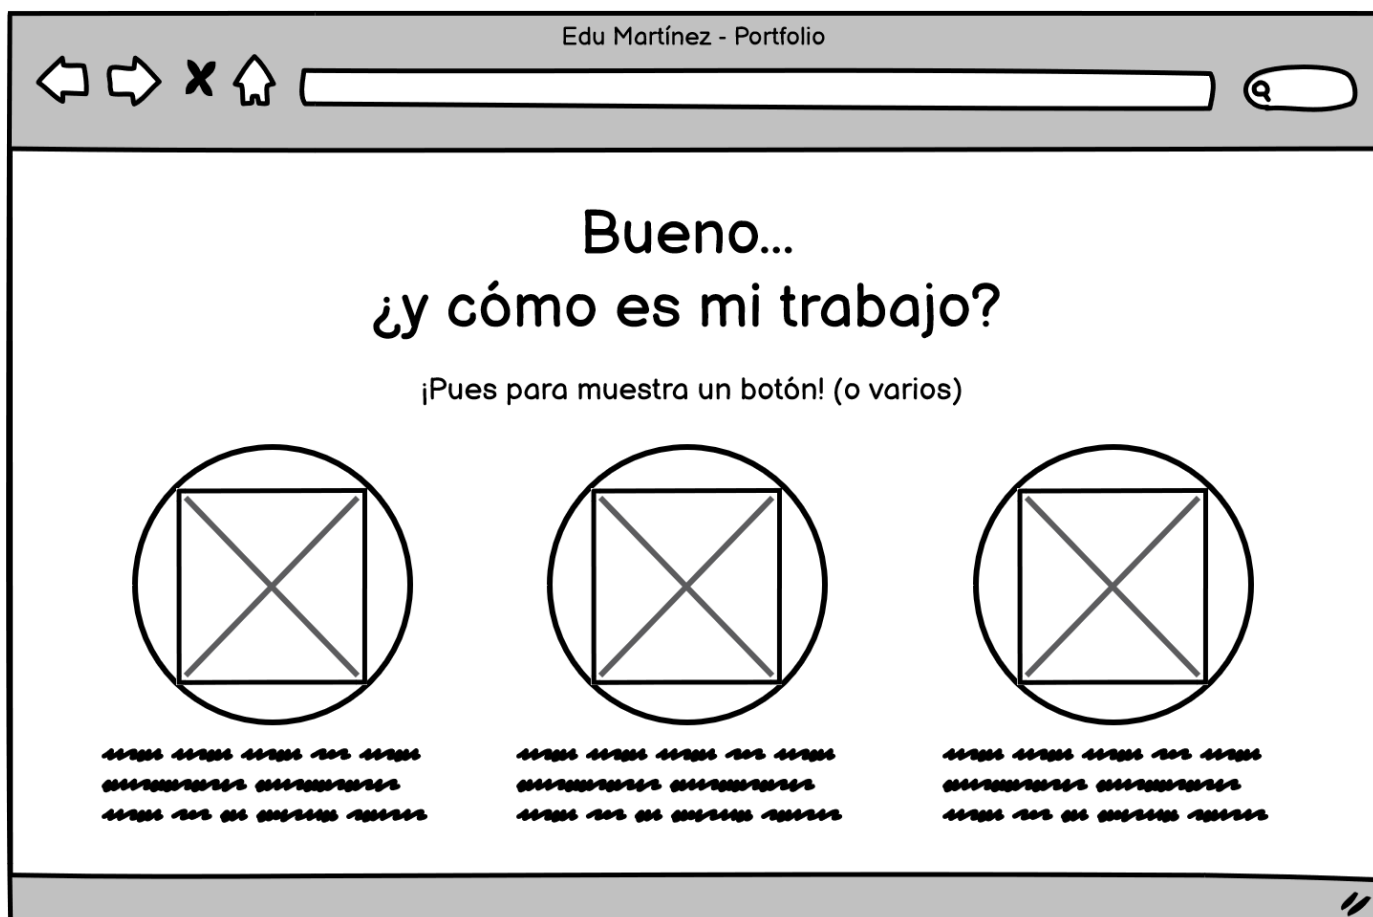 Edu Martínez - Portfolio
Bueno...
¿y cómo es mi trabajo?
¡Pues para muestra un botón! (o varios)